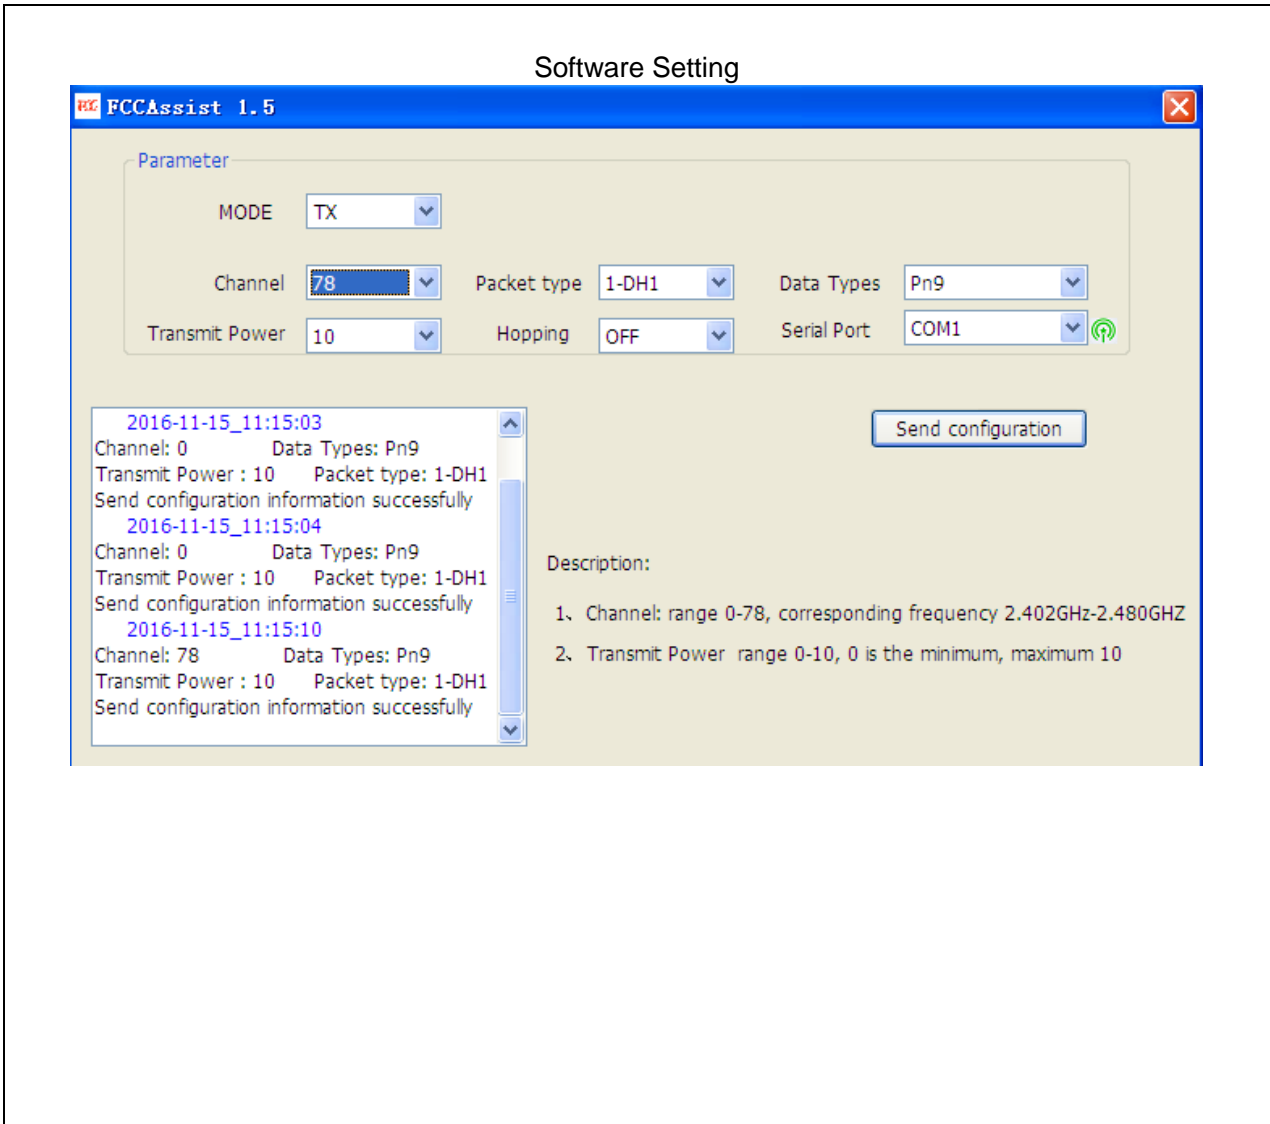 Software Setting
FCCAssist 1.5
Parameter
MODE TX
Channel 78 Packet type 1-DH1 Data Types Pn9
Transmit Power 10 Hopping OFF Serial Port COM1
2016-11-15_11:15:03
Channel: 0 Data Types: Pn9
Transmit Power : 10 Packet type: 1-DH1
Send configuration information successfully
2016-11-15_11:15:04
Channel: 0 Data Types: Pn9
Transmit Power : 10 Packet type: 1-DH1
Send configuration information successfully
2016-11-15_11:15:10
Channel: 78 Data Types: Pn9
Transmit Power : 10 Packet type: 1-DH1
Send configuration information successfully
Send configuration
Description:
1、Channel: range 0-78, corresponding frequency 2.402GHz-2.480GHZ
2、Transmit Power range 0-10, 0 is the minimum, maximum 10